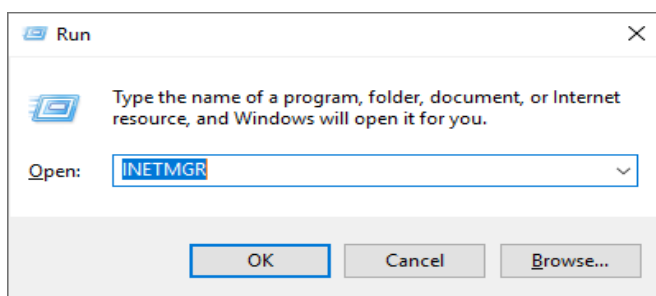 Run
Type the name of a program, folder, document, or Internet
resource, and Windows will open it for you.
Open: INETMGR
OK Cancel Browse...